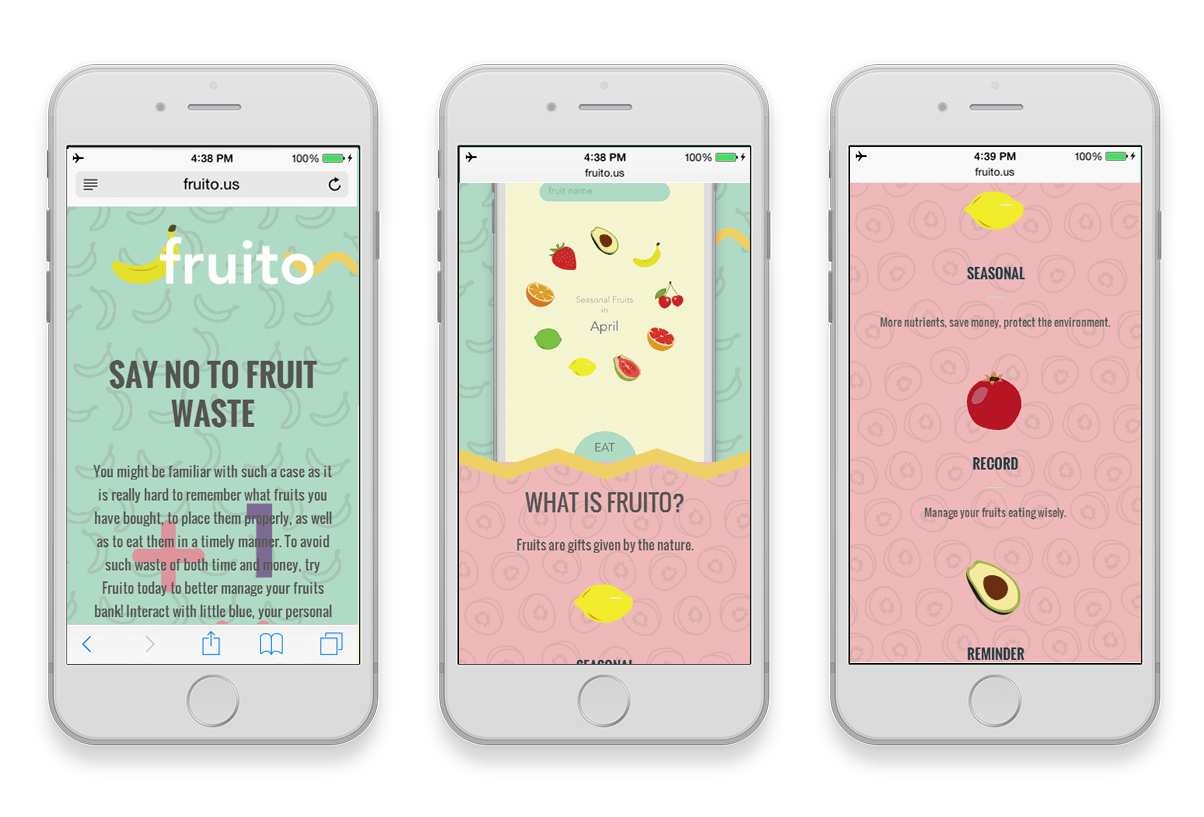 4:38 PM
100%
fruito.us
fruito
SAY NO TO FRUIT
WASTE
You might be familiar with such a case as it
is really hard to remember what fruits you
have bought, to place them properly, as well
as to eat them in a timely manner. To avoid
such waste of both time and money, try
Fruito today to better manage your fruits
bank! Interact with little blue, your personal
4:38 PM
100%
fruito.us
fruit name
Seasonal Fruits
in
April
EAT
WHAT IS FRUITO?
Fruits are gifts given by the nature.
SEASONAL
4:39 PM
100%
fruito.us
SEASONAL
More nutrients, save money, protect the environment.
RECORD
Manage your fruits eating wisely.
REMINDER